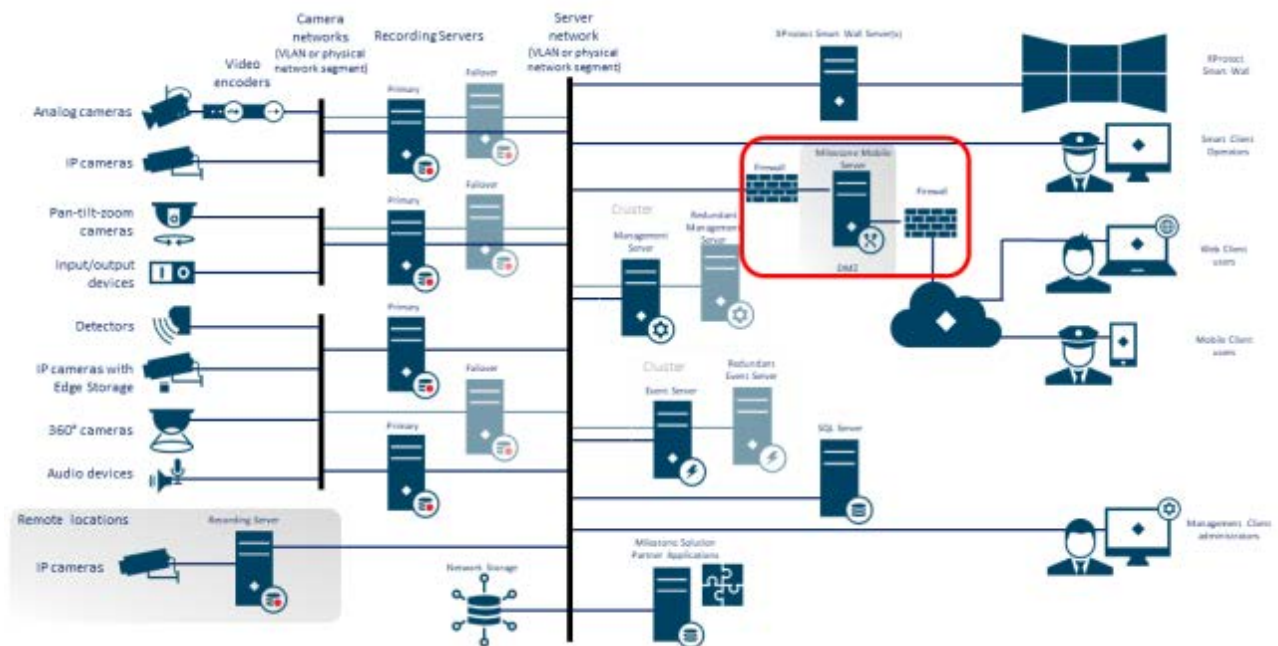 Camera
networks
(VLAN or physical
network segment)
Recording Servers
Server
network
(VLAN or physical
network segment)
XProtect Smart Wall Server(s)
XProtect
Smart Wall
Video
encoders
Primary
Failover
Analog cameras
IP cameras
Smart Client
Operators
Firewall
Milestone Mobile
Server
Firewall
DMZ
Pan-tilt-zoom
cameras
Input/output
devices
Primary
Failover
Cluster
Management
Server
Redundant
Management
Server
Web Client
users
Detectors
IP cameras with
Edge Storage
360° cameras
Audio devices
Primary
Failover
Primary
Mobile Client
users
Cluster
Event Server
Redundant
Event Server
SQL Server
Remote locations
Recording Server
IP cameras
Network Storage
Milestone Solution
Partner Applications
Management Client
administrators